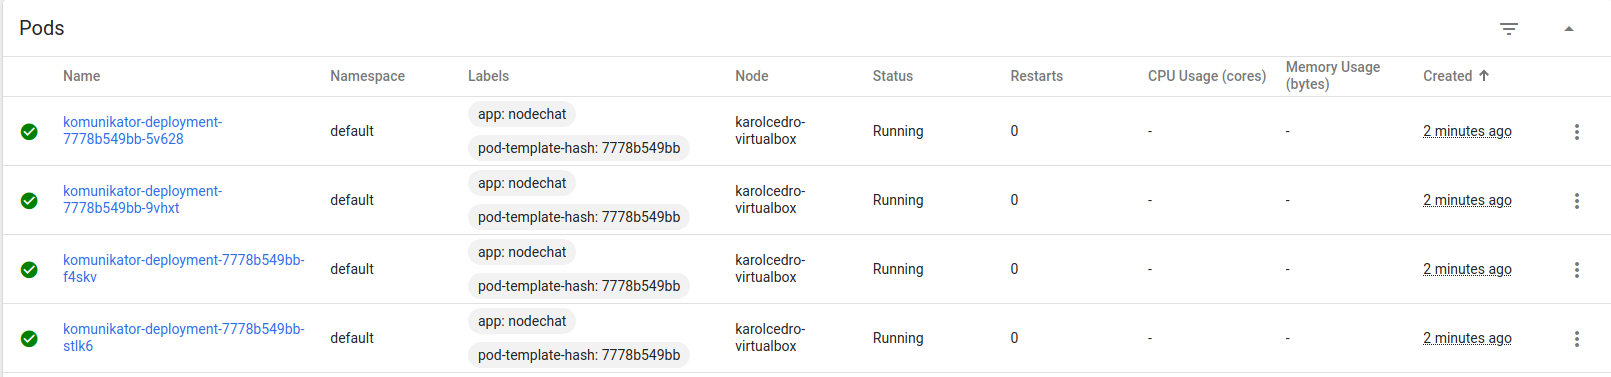 Pods
Name Namespace Labels Node Status Restarts CPU Usage (cores) Memory Usage (bytes) Created
komunikator-deployment-
7778b549bb-5v628
default
app: nodechat
pod-template-hash: 7778b549bb
karolcedro-
virtualbox
Running
0
-
-
2 minutes ago
komunikator-deployment-
7778b549bb-9vhxt
default
app: nodechat
pod-template-hash: 7778b549bb
karolcedro-
virtualbox
Running
0
-
-
2 minutes ago
komunikator-deployment-7778b549bb-
f4skv
default
app: nodechat
pod-template-hash: 7778b549bb
karolcedro-
virtualbox
Running
0
-
-
2 minutes ago
komunikator-deployment-7778b549bb-
stlk6
default
app: nodechat
pod-template-hash: 7778b549bb
karolcedro-
virtualbox
Running
0
-
-
2 minutes ago